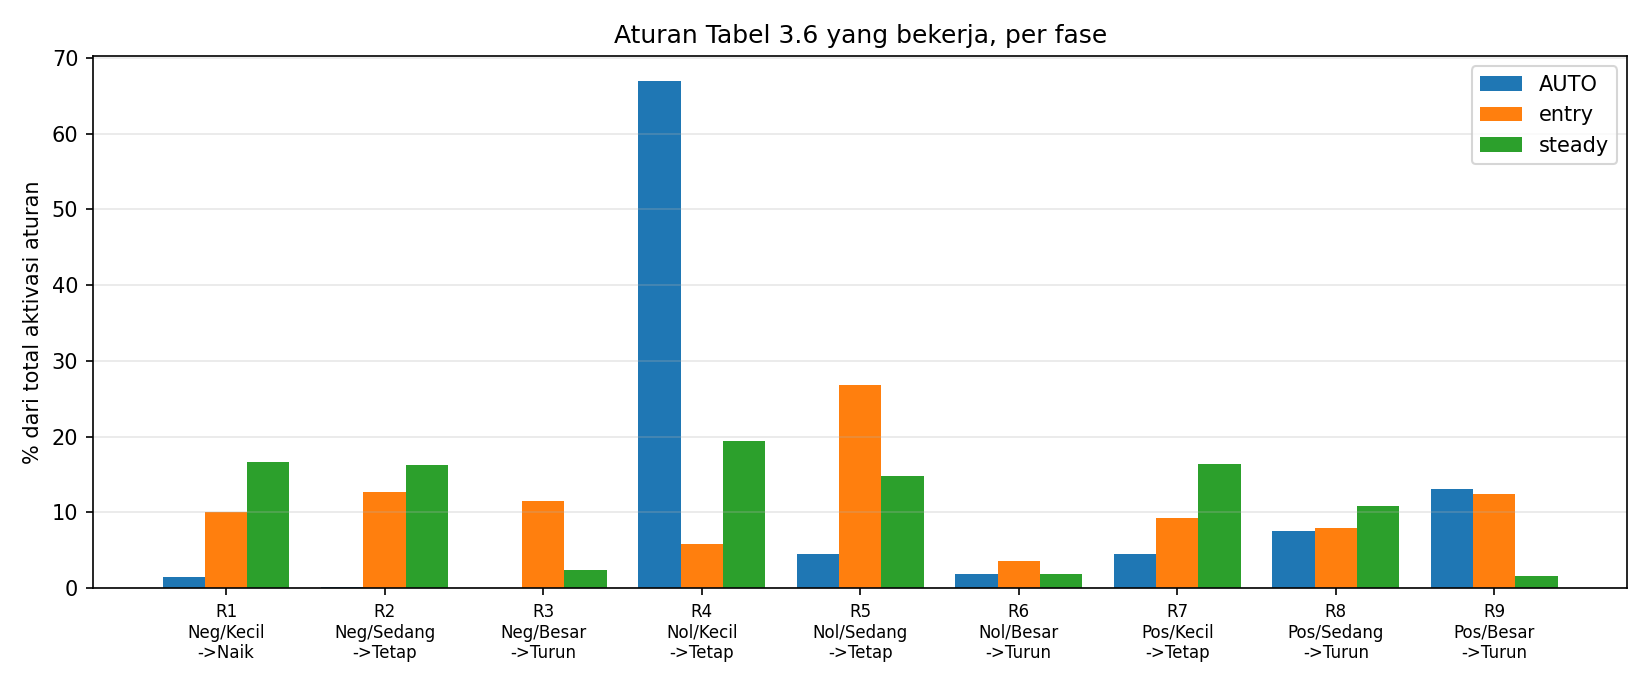 Aturan Tabel 3.6 yang bekerja, per fase
% dari total aktivasi aturan
70
60
50
40
30
20
10
0
AUTO
entry
steady
R1
Neg/Kecil
->Naik
R2
Neg/Sedang
->Tetap
R3
Neg/Besar
->Turun
R4
Nol/Kecil
->Tetap
R5
Nol/Sedang
->Tetap
R6
Nol/Besar
->Turun
R7
Pos/Kecil
->Tetap
R8
Pos/Sedang
->Turun
R9
Pos/Besar
->Turun